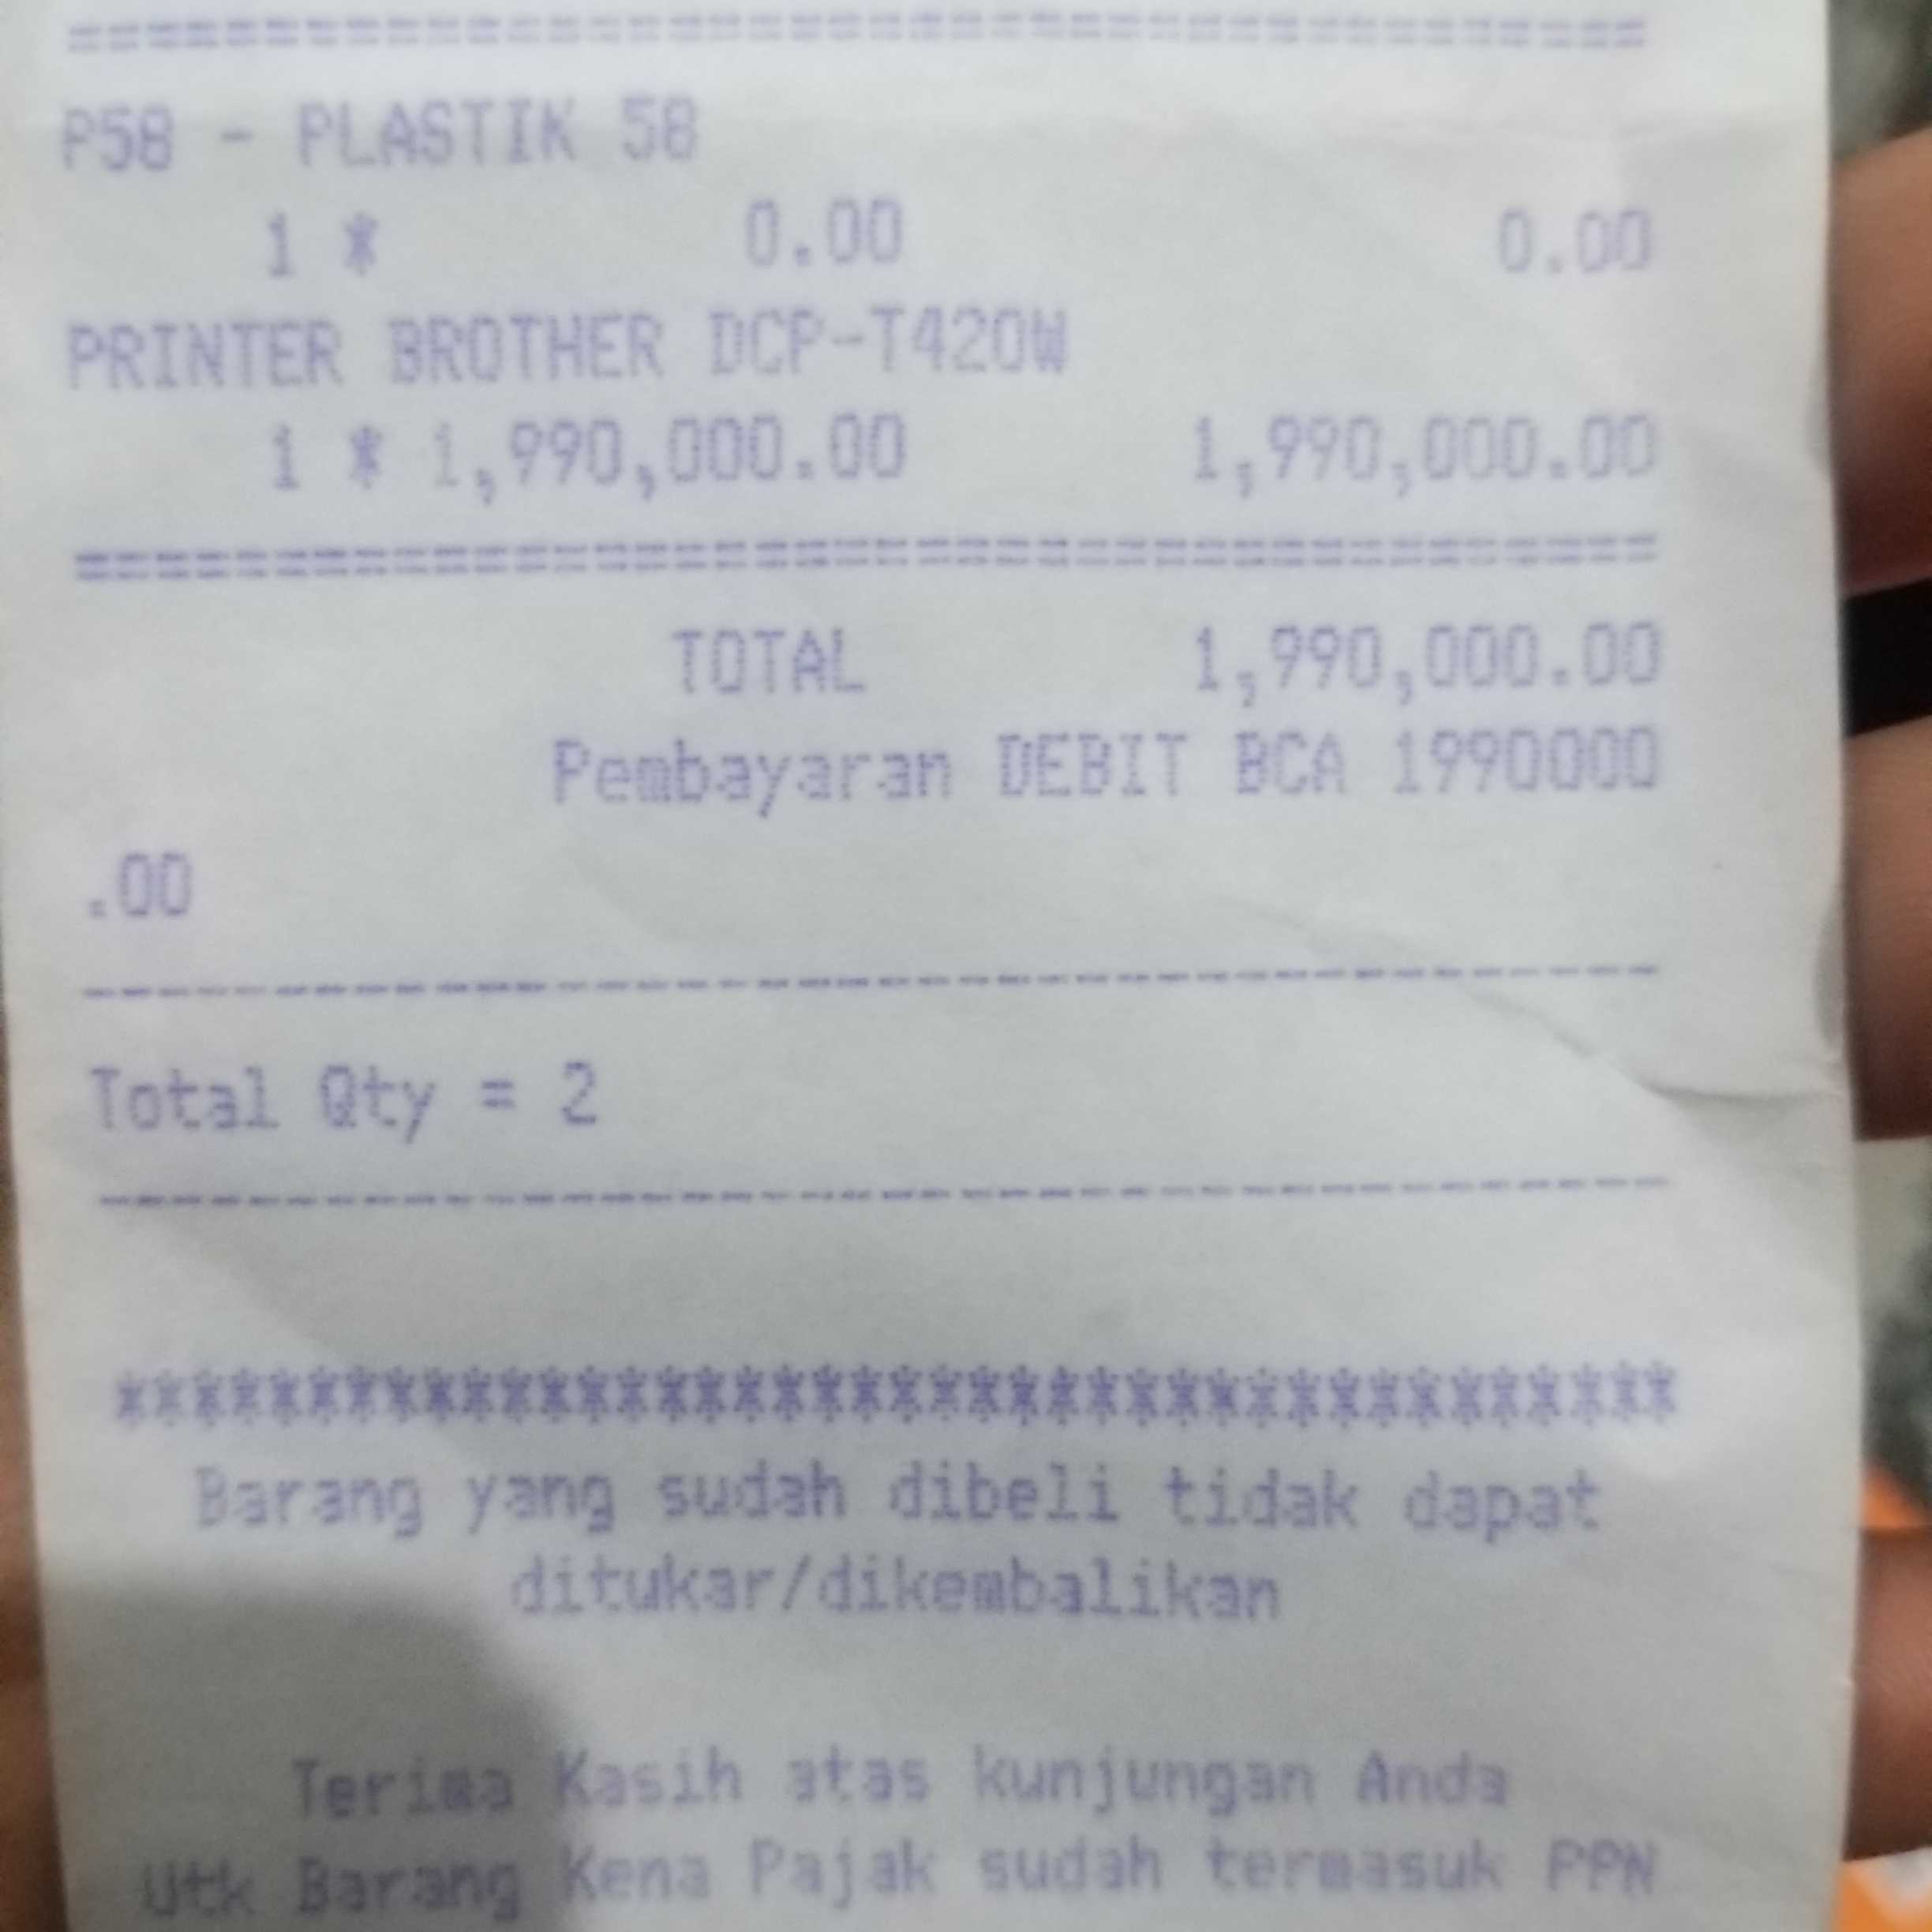 ========================================
P58 - PLASTIK 58
1 * 0.00 0.00
PRINTER BROTHER DCP-T420W
1 * 1,990,000.00 1,990,000.00
========================================
TOTAL 1,990,000.00
Pembayaran DEBIT BCA 1990000
.00
----------------------------------------
Total Qty = 2
----------------------------------------
****************************************
Barang yang sudah dibeli tidak dapat
ditukar/dikembalikan
Terima Kasih atas kunjungan Anda
Utk Barang Kena Pajak sudah termasuk PPN